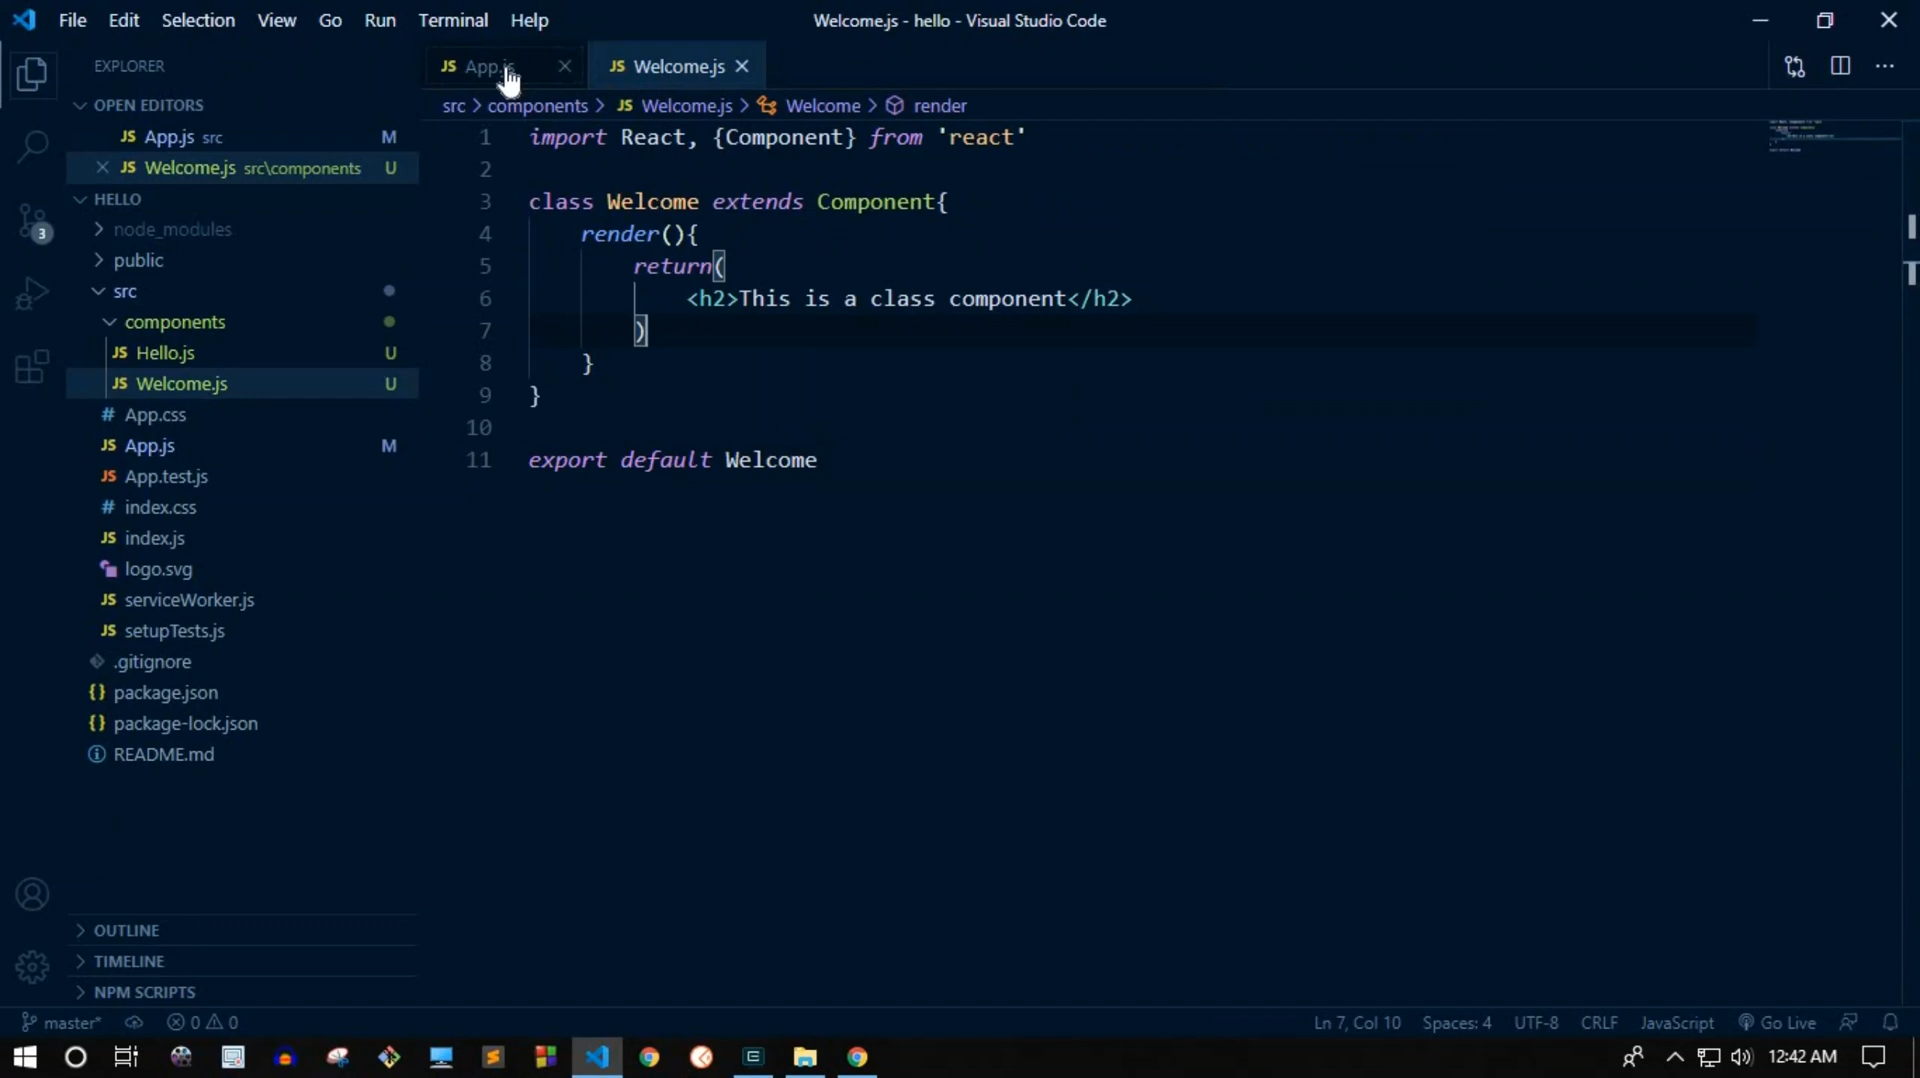 File Edit Selection View Go Run Terminal Help
Welcome.js - hello - Visual Studio Code
EXPLORER
JS App.js
JS Welcome.js
OPEN EDITORS
JS App.js src M
JS Welcome.js src\components U
HELLO
node_modules
public
src
components
JS Hello.js U
JS Welcome.js U
# App.css
JS App.js M
JS App.test.js
# index.css
JS index.js
logo.svg
JS serviceWorker.js
JS setupTests.js
.gitignore
{} package.json
{} package-lock.json
README.md
OUTLINE
TIMELINE
NPM SCRIPTS
3
src > components > JS Welcome.js > Welcome > render
1 import React, {Component} from 'react'
2
3 class Welcome extends Component{
4 render(){
5 return(
6 <h2>This is a class component</h2>
7 )
8 }
9 }
10
11 export default Welcome
master* 0 0
Ln 7, Col 10 Spaces: 4 UTF-8 CRLF JavaScript Go Live
12:42 AM